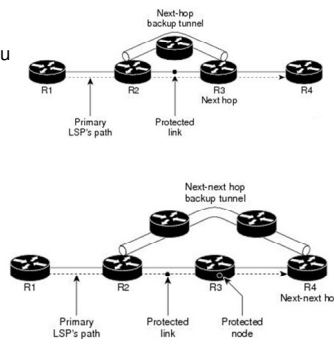 Next-hop
backup tunnel
u
R1 R2 R3 R4
Next hop
Primary Protected
LSP's path link
Next-next hop
backup tunnel
R1 R2 R3 R4
Next-next ho
Primary Protected Protected
LSP's path link node